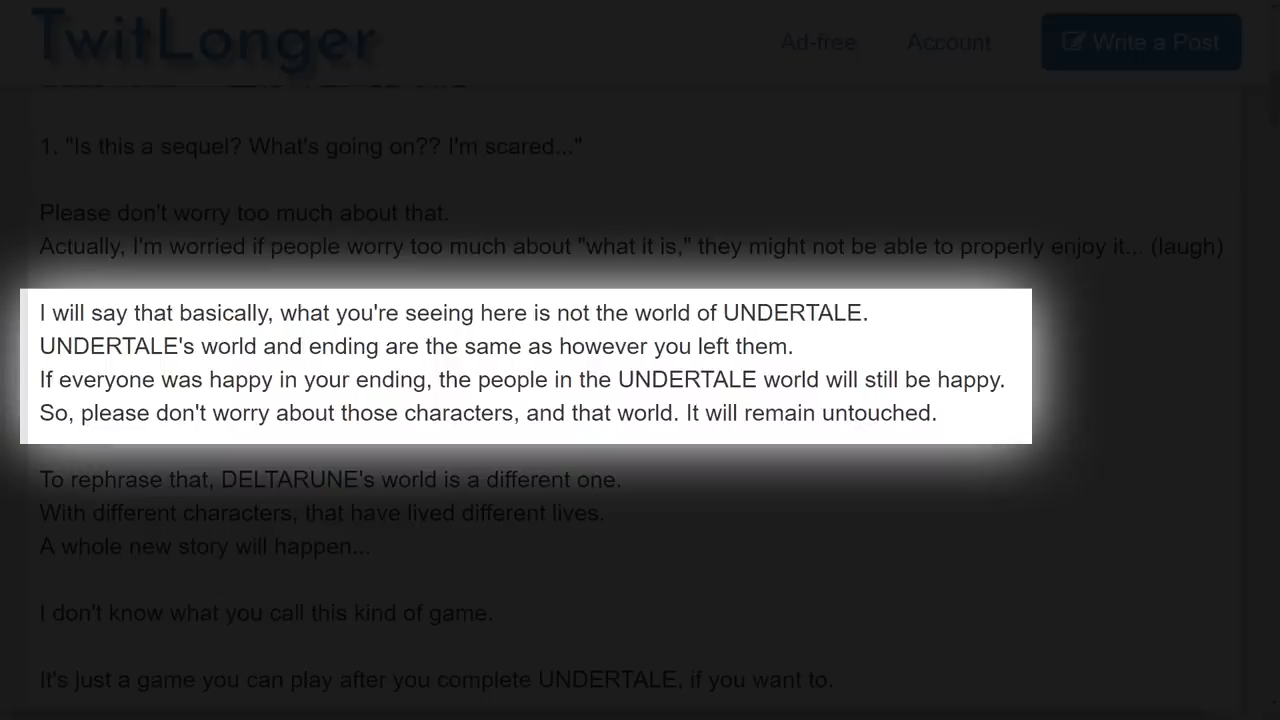 TwitLonger
Ad-free
Account
Write a Post
1. "Is this a sequel? What's going on?? I'm scared..."
Please don't worry too much about that.
Actually, I'm worried if people worry too much about "what it is," they might not be able to properly enjoy it... (laugh)
I will say that basically, what you're seeing here is not the world of UNDERTALE.
UNDERTALE's world and ending are the same as however you left them.
If everyone was happy in your ending, the people in the UNDERTALE world will still be happy.
So, please don't worry about those characters, and that world. It will remain untouched.
To rephrase that, DELTARUNE's world is a different one.
With different characters, that have lived different lives.
A whole new story will happen...
I don't know what you call this kind of game.
It's just a game you can play after you complete UNDERTALE, if you want to.